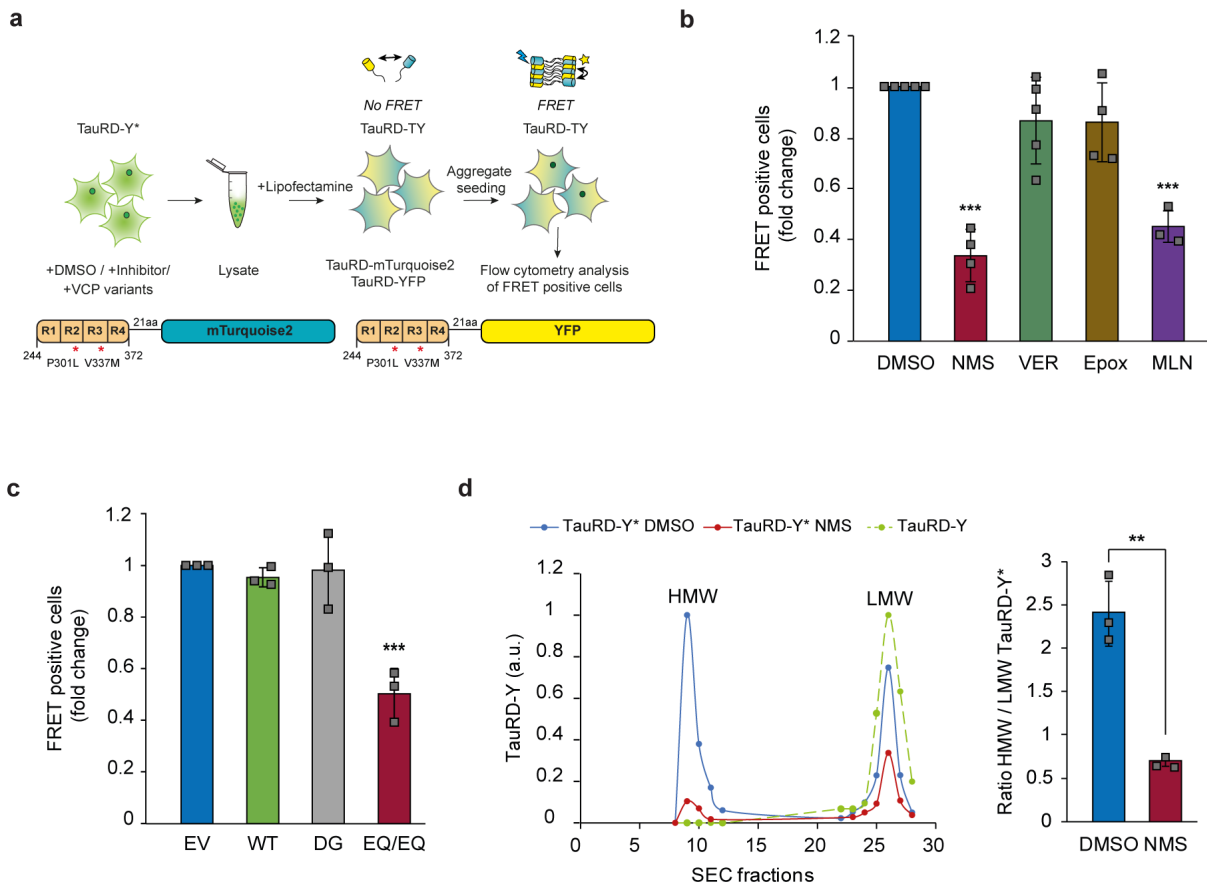 a
No FRET
FRET
TauRD-Y*
TauRD-TY
TauRD-TY
+Lipofectamine
Aggregate
seeding
+DMSO / +Inhibitor/
+VCP variants
Lysate
TauRD-mTurquoise2
TauRD-YFP
Flow cytometry analysis
of FRET positive cells
R1 R2 R3 R4
21aa
mTurquoise2
244
* *
372
P301L V337M
R1 R2 R3 R4
21aa
YFP
244
* *
372
P301L V337M
b
FRET positive cells
(fold change)
1.2
1
0.8
0.6
0.4
0.2
0
***
***
DMSO NMS VER Epox MLN
c
FRET positive cells
(fold change)
1.2
1
0.8
0.6
0.4
0.2
0
***
EV WT DG EQ/EQ
d
TauRD-Y* DMSO TauRD-Y* NMS TauRD-Y
TauRD-Y (a.u.)
1.2
1
0.8
0.6
0.4
0.2
0
HMW
LMW
0 5 10 15 20 25 30
SEC fractions
Ratio HMW / LMW TauRD-Y*
3
2.5
2
1.5
1
0.5
0
**
DMSO NMS